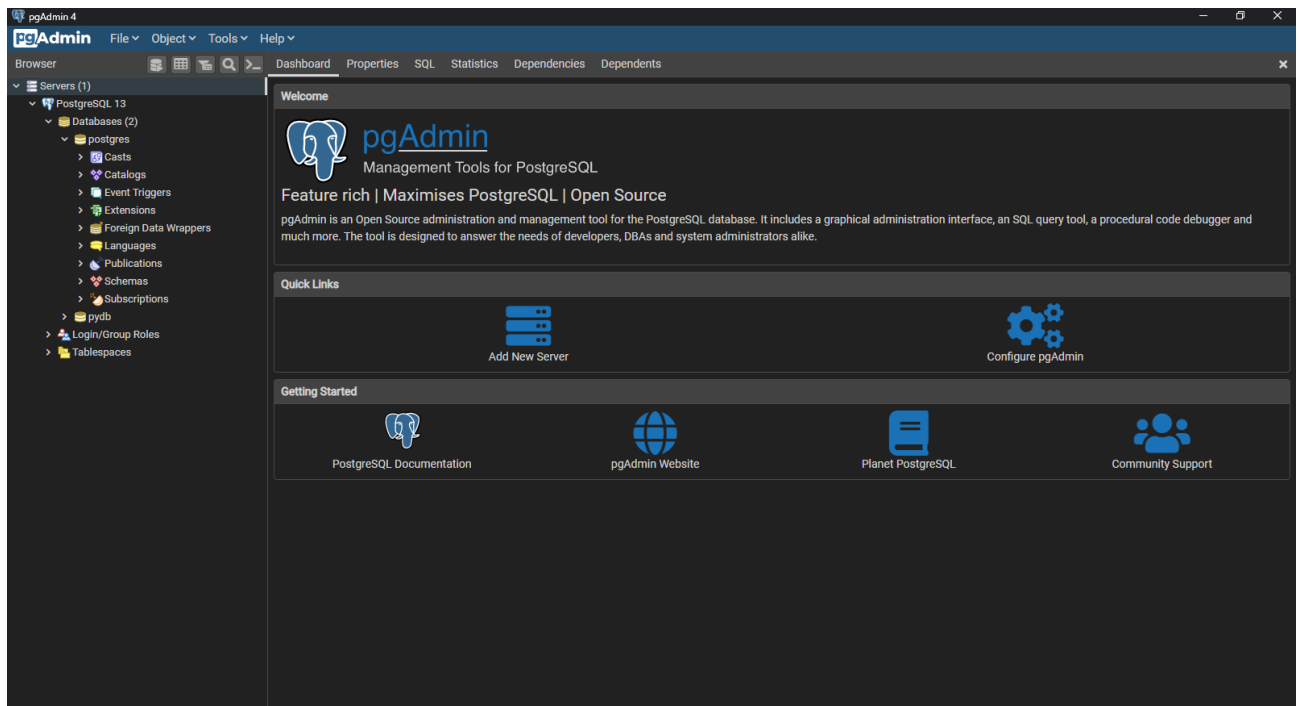 pgAdmin 4
pgAdmin File Object Tools Help
Browser
Dashboard Properties SQL Statistics Dependencies Dependents
Servers (1)
PostgreSQL 13
Databases (2)
postgres
Casts
Catalogs
Event Triggers
Extensions
Foreign Data Wrappers
Languages
Publications
Schemas
Subscriptions
pydb
Login/Group Roles
Tablespaces
Welcome
pgAdmin
Management Tools for PostgreSQL
Feature rich | Maximises PostgreSQL | Open Source
pgAdmin is an Open Source administration and management tool for the PostgreSQL database. It includes a graphical administration interface, an SQL query tool, a procedural code debugger and
much more. The tool is designed to answer the needs of developers, DBAs and system administrators alike.
Quick Links
Add New Server
Configure pgAdmin
Getting Started
PostgreSQL Documentation
pgAdmin Website
Planet PostgreSQL
Community Support